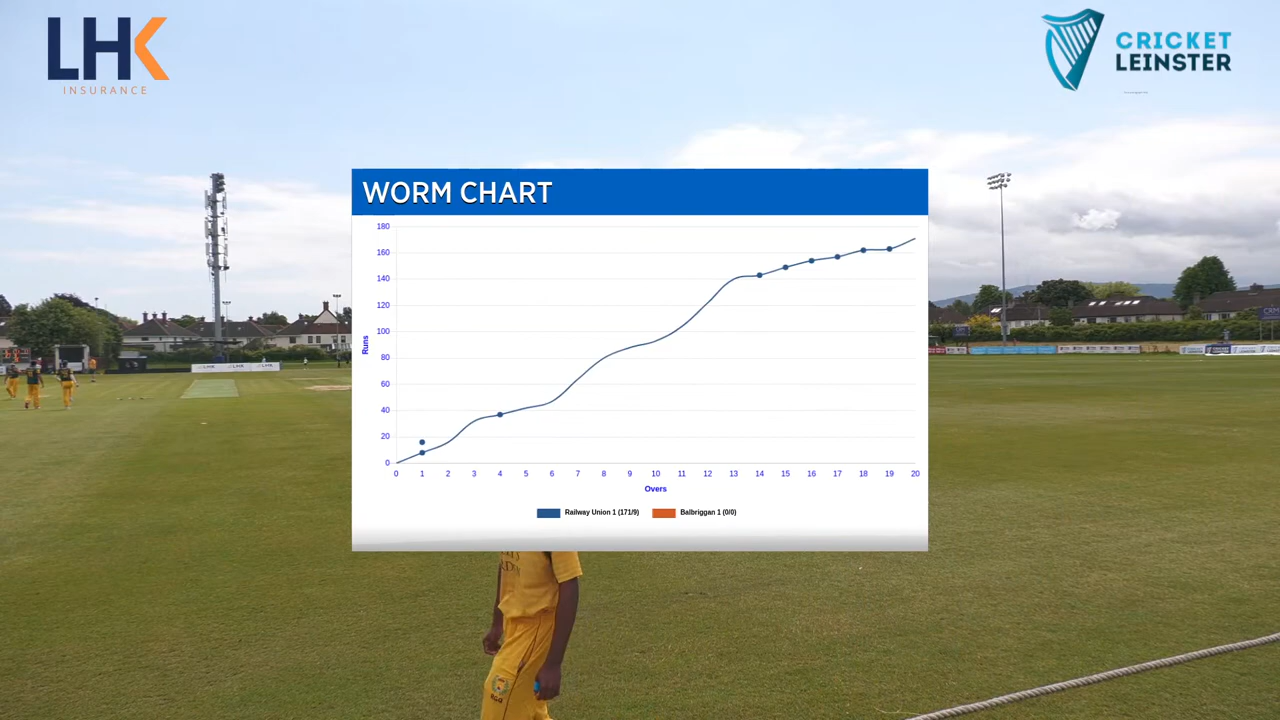 LHK
INSURANCE
CRICKET
LEINSTER
WORM CHART
180
160
140
120
100
80
60
40
20
0
Runs
0 1 2 3 4 5 6 7 8 9 10 11 12 13 14 15 16 17 18 19 20
Overs
Railway Union 1 (171/9) Balbriggan 1 (0/0)